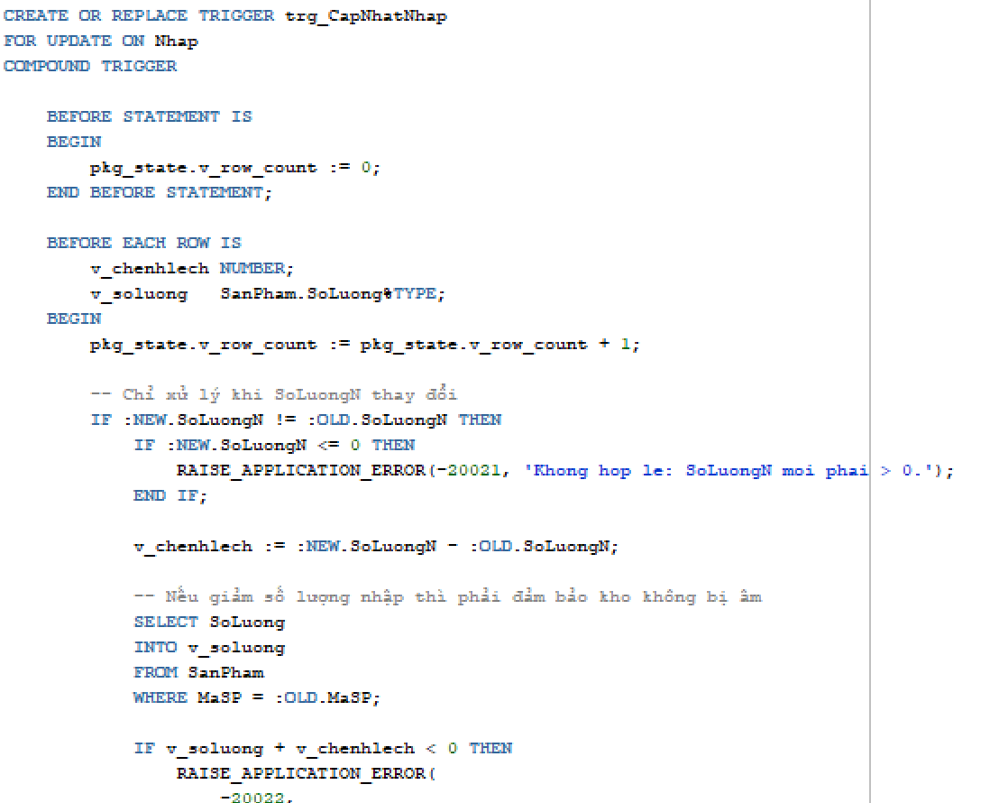 CREATE OR REPLACE TRIGGER trg_CapNhatNhap
FOR UPDATE ON Nhap
COMPOUND TRIGGER
BEFORE STATEMENT IS
BEGIN
pkg_state.v_row_count := 0;
END BEFORE STATEMENT;
BEFORE EACH ROW IS
v_chenhlech NUMBER;
v_soluong   SanPham.SoLuong%TYPE;
BEGIN
pkg_state.v_row_count := pkg_state.v_row_count + 1;
-- Chỉ xử lý khi SoLuongN thay đổi
IF :NEW.SoLuongN != :OLD.SoLuongN THEN
IF :NEW.SoLuongN <= 0 THEN
RAISE_APPLICATION_ERROR(-20021, 'Khong hop le: SoLuongN moi phai > 0.');
END IF;
v_chenhlech := :NEW.SoLuongN - :OLD.SoLuongN;
-- Nếu giảm số lượng nhập thì phải đảm bảo kho không bị âm
SELECT SoLuong
INTO v_soluong
FROM SanPham
WHERE MaSP = :OLD.MaSP;
IF v_soluong + v_chenhlech < 0 THEN
RAISE_APPLICATION_ERROR(
-20022,